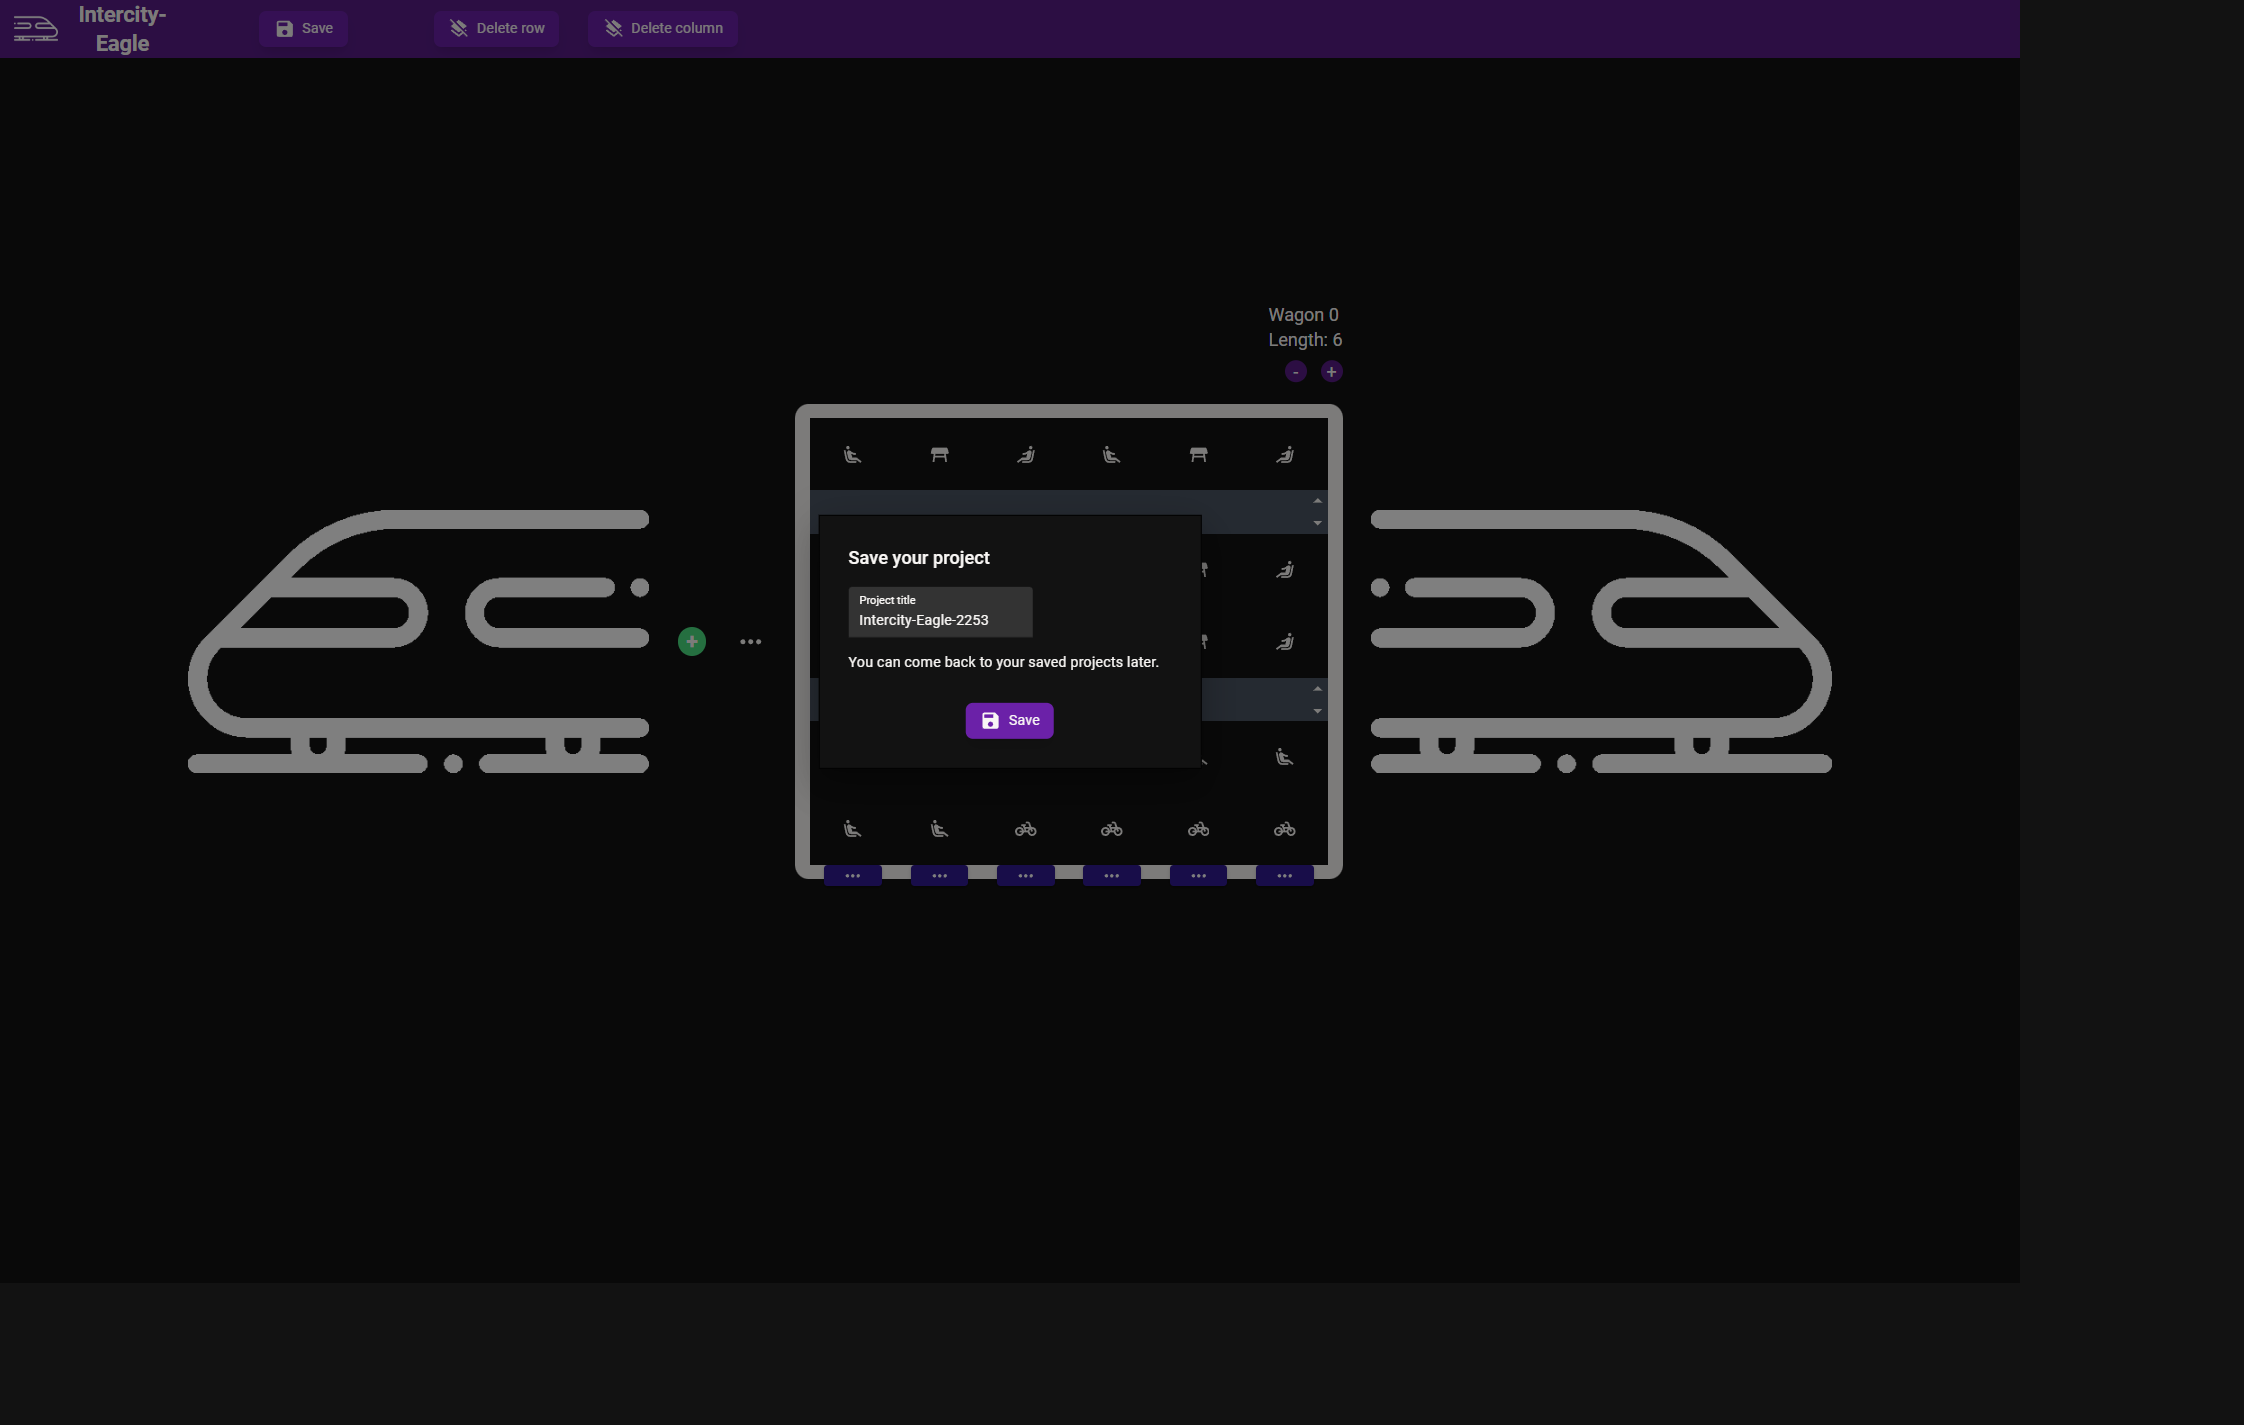 Intercity-
Eagle
Save
Delete row
Delete column
Wagon 0
Length: 6
- +
Save your project
Project title
Intercity-Eagle-2253
You can come back to your saved projects later.
Save